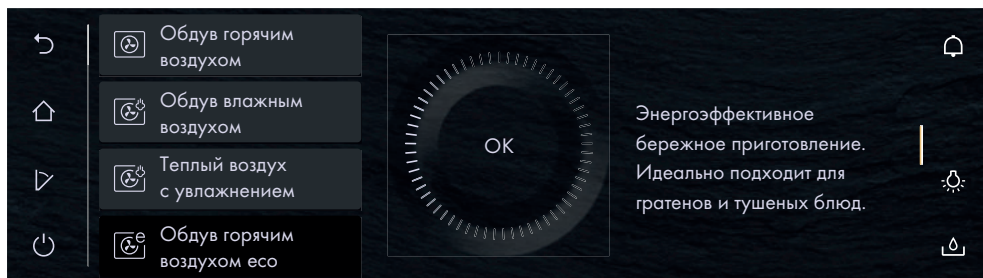 Обдув горячим
воздухом
Обдув влажным
воздухом
Теплый воздух
с увлажнением
e
Обдув горячим
воздухом eco
OK
Энергоэффективное
бережное приготовление.
Идеально подходит для
гратенов и тушеных блюд.